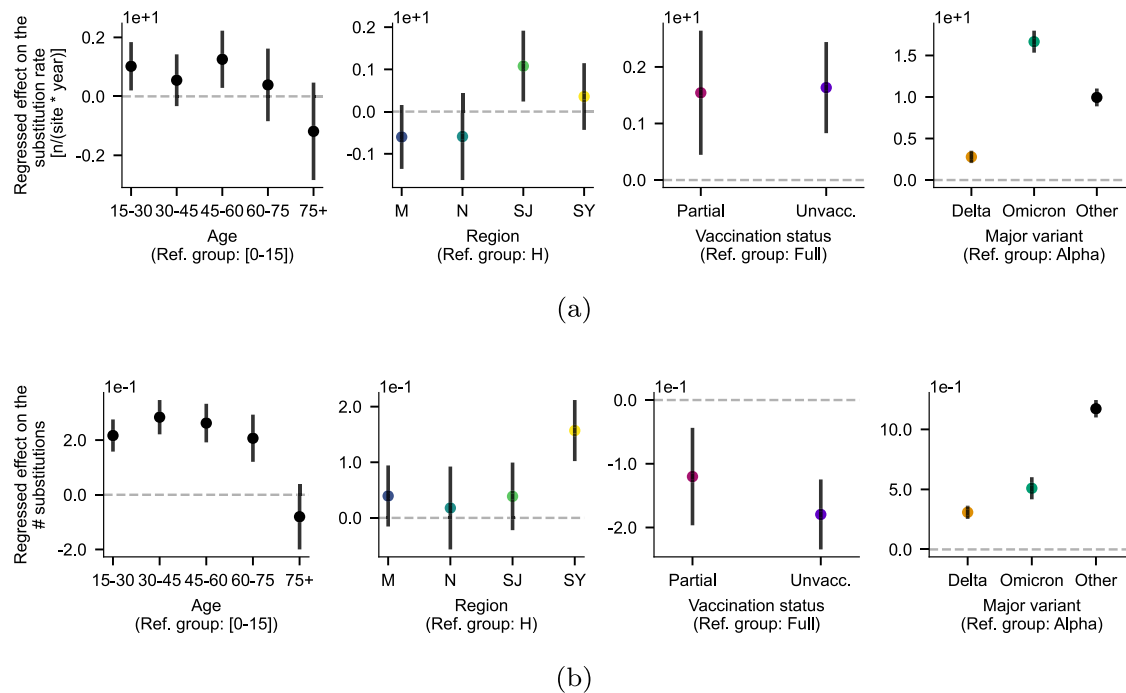 Regressed effect on the
substitution rate
[n/(site * year)]
1e+1
0.2
0.0
-0.2
15-30 30-45 45-60 60-75 75+
Age
(Ref. group: [0-15])
1e+1
0.2
0.1
0.0
-0.1
M N SJ SY
Region
(Ref. group: H)
1e+1
0.2
0.1
0.0
Partial Unvacc.
Vaccination status
(Ref. group: Full)
1e+1
1.5
1.0
0.5
0.0
Delta Omicron Other
Major variant
(Ref. group: Alpha)
(a)
Regressed effect on the
# substitutions
1e-1
2.0
0.0
-2.0
15-30 30-45 45-60 60-75 75+
Age
(Ref. group: [0-15])
1e-1
2.0
1.0
0.0
M N SJ SY
Region
(Ref. group: H)
1e-1
0.0
-1.0
-2.0
Partial Unvacc.
Vaccination status
(Ref. group: Full)
1e-1
10.0
5.0
0.0
Delta Omicron Other
Major variant
(Ref. group: Alpha)
(b)